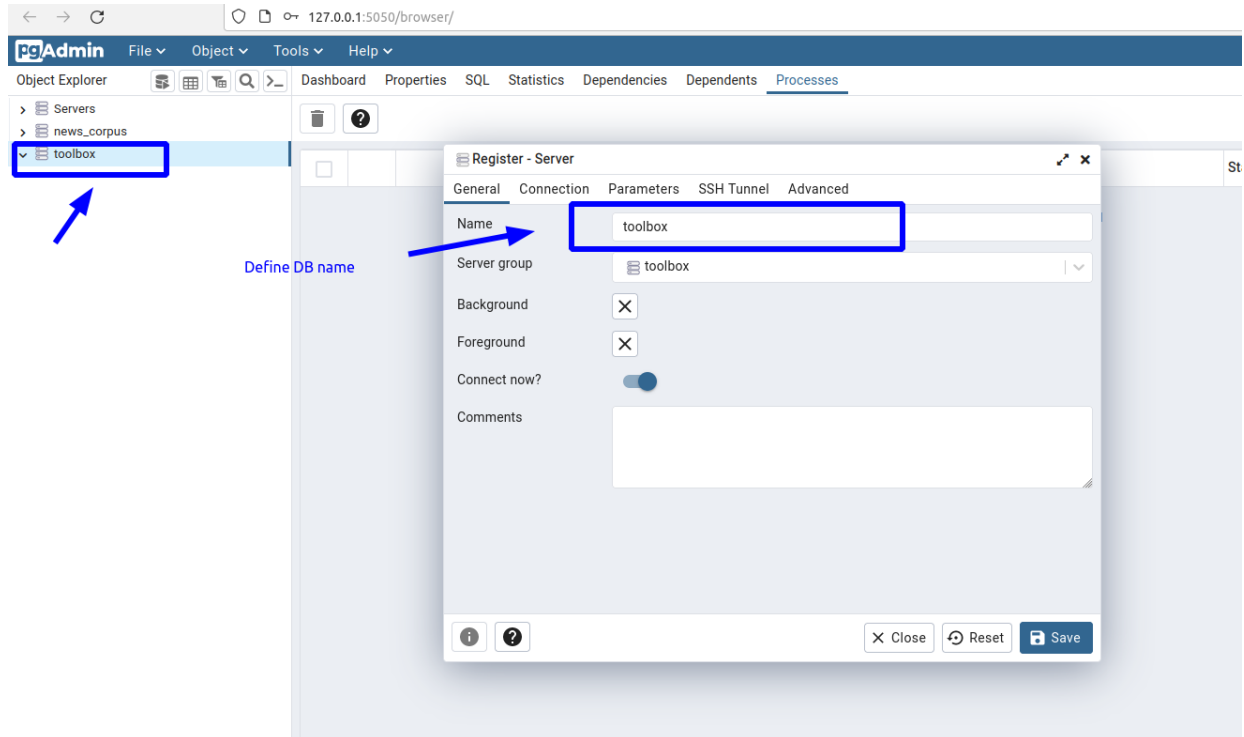 127.0.0.1:5050/browser/
pgAdmin File Object Tools Help
Object Explorer Dashboard Properties SQL Statistics Dependencies Dependents Processes
Servers
news_corpus
toolbox
St
Register - Server
General Connection Parameters SSH Tunnel Advanced
Name toolbox
Define DB name
Server group toolbox
Background
Foreground
Connect now?
Comments
Close Reset Save